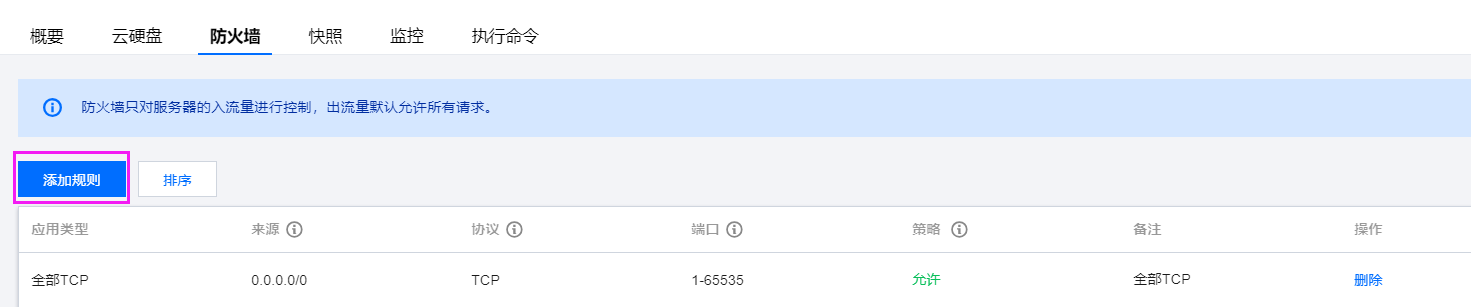 概要 云硬盘 防火墙 快照 监控 执行命令
防火墙只对服务器的入流量进行控制，出流量默认允许所有请求。
添加规则 排序
应用类型 来源 协议 端口 策略 备注 操作
全部TCP 0.0.0.0/0 TCP 1-65535 允许 全部TCP 删除